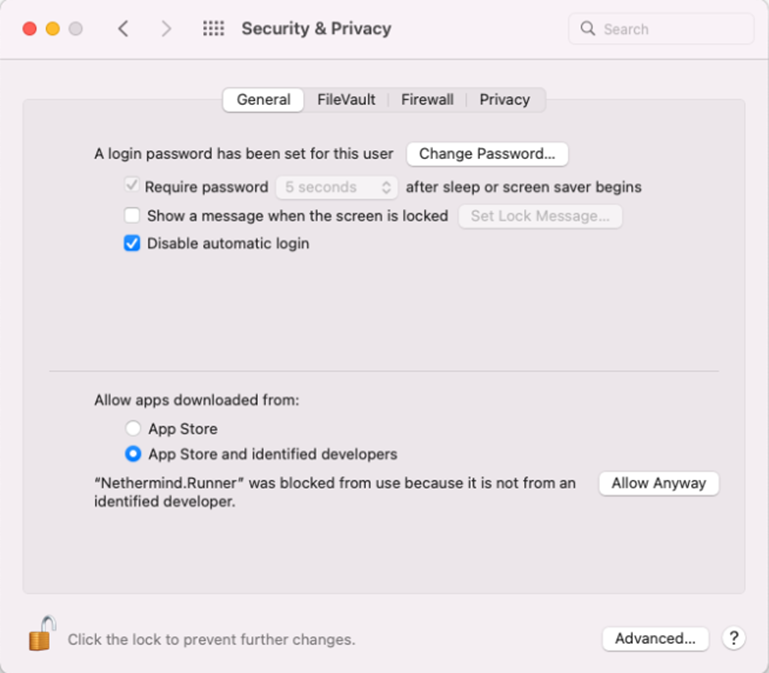 Security & Privacy
Search
General FileVault Firewall Privacy
A login password has been set for this user Change Password...
Require password 5 seconds after sleep or screen saver begins
Show a message when the screen is locked Set Lock Message...
Disable automatic login
Allow apps downloaded from:
App Store
App Store and identified developers
“Nethermind.Runner” was blocked from use because it is not from an Allow Anyway
identified developer.
Click the lock to prevent further changes. Advanced... ?